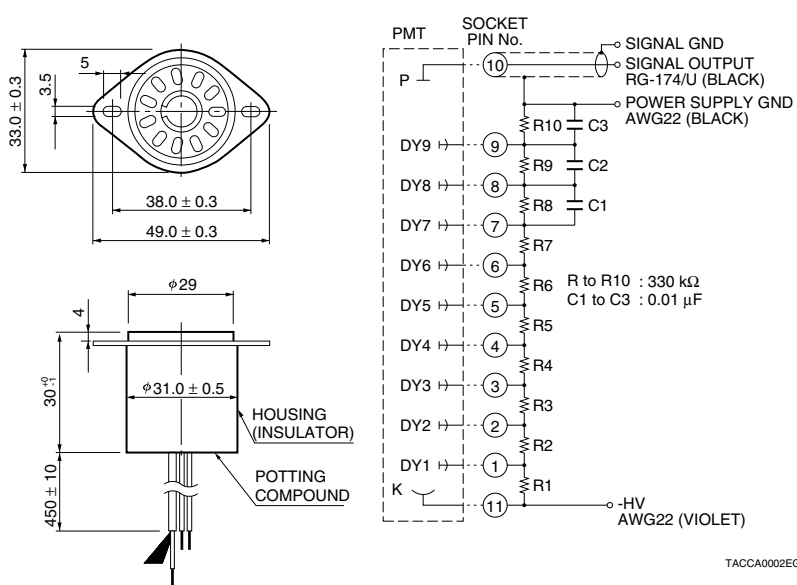 5
3.5
33.0 ± 0.3
38.0 ± 0.3
49.0 ± 0.3
φ29
4
φ31.0 ± 0.5
30 +0 -1
450 ± 10
HOUSING
(INSULATOR)
POTTING
COMPOUND
PMT
SOCKET
PIN No.
SIGNAL GND
10
SIGNAL OUTPUT
RG-174/U (BLACK)
P
POWER SUPPLY GND
AWG22 (BLACK)
R10 C3
DY9 9
R9 C2
DY8 8
R8 C1
DY7 7
R7
DY6 6
R6
R to R10 : 330 kΩ
C1 to C3 : 0.01 μF
DY5 5
R5
DY4 4
R4
DY3 3
R3
DY2 2
R2
DY1 1
R1
K
11
-HV
AWG22 (VIOLET)
TACCA0002EC